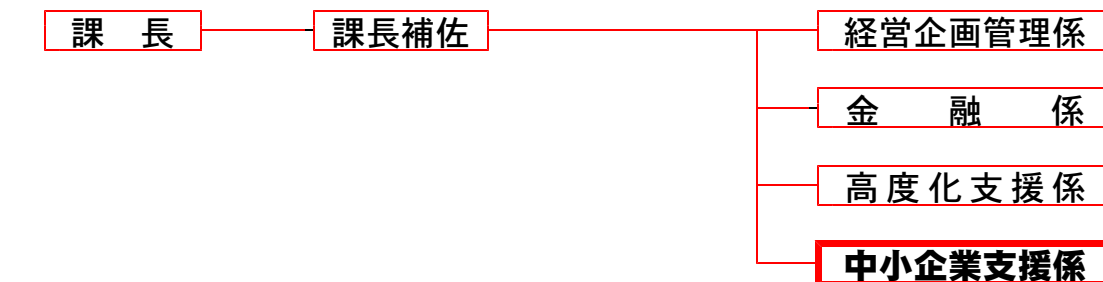 課　長
課長補佐
経営企画管理係
金　融　係
高度化支援係
中小企業支援係